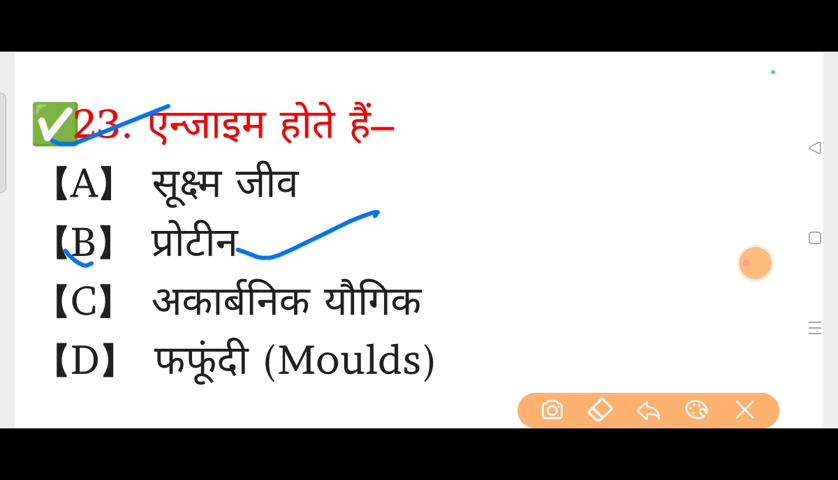 ✅23. एन्जाइम होते हैं–
【A】 सूक्ष्म जीव
【B】 प्रोटीन
【C】 अकार्बनिक यौगिक
【D】 फफूंदी (Moulds)